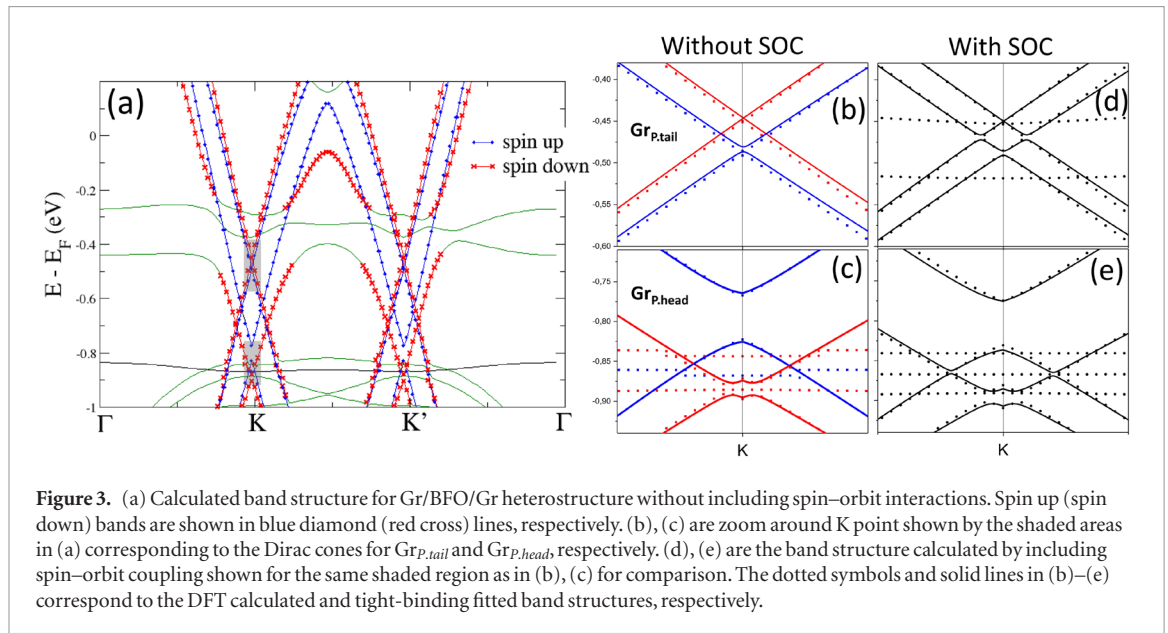 Without SOC
With SOC
(a)
0
-0.2
-0.4
-0.6
-0.8
-1
E - E_F (eV)
spin up
spin down
Γ
K
K'
Γ
-0,40
-0,45
-0,50
-0,55
-0,60
Gr_P.tail
(b)
(d)
-0,75
-0,80
-0,85
-0,90
Gr_P.head
(c)
(e)
K
K
Figure 3. (a) Calculated band structure for Gr/BFO/Gr heterostructure without including spin–orbit interactions. Spin up (spin
down) bands are shown in blue diamond (red cross) lines, respectively. (b), (c) are zoom around K point shown by the shaded areas
in (a) corresponding to the Dirac cones for Gr_P.tail and Gr_P.head, respectively. (d), (e) are the band structure calculated by including
spin–orbit coupling shown for the same shaded region as in (b), (c) for comparison. The dotted symbols and solid lines in (b)–(e)
correspond to the DFT calculated and tight-binding fitted band structures, respectively.